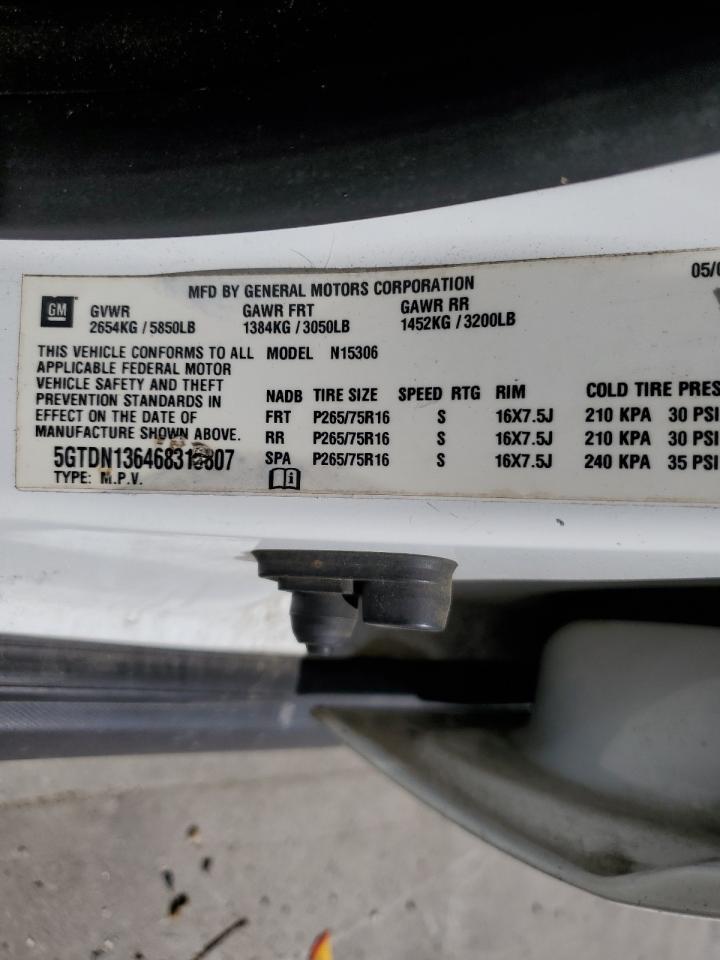 MFD BY GENERAL MOTORS CORPORATION 05/0
GM GVWR GAWR FRT GAWR RR
2654KG / 5850LB 1384KG / 3050LB 1452KG / 3200LB
THIS VEHICLE CONFORMS TO ALL MODEL N15306
APPLICABLE FEDERAL MOTOR
VEHICLE SAFETY AND THEFT
PREVENTION STANDARDS IN NADB TIRE SIZE SPEED RTG RIM COLD TIRE PRES
EFFECT ON THE DATE OF FRT P265/75R16 S 16X7.5J 210 KPA 30 PSI
MANUFACTURE SHOWN ABOVE. RR P265/75R16 S 16X7.5J 210 KPA 30 PSI
5GTDN136468313807 SPA P265/75R16 S 16X7.5J 240 KPA 35 PSI
TYPE: M.P.V.